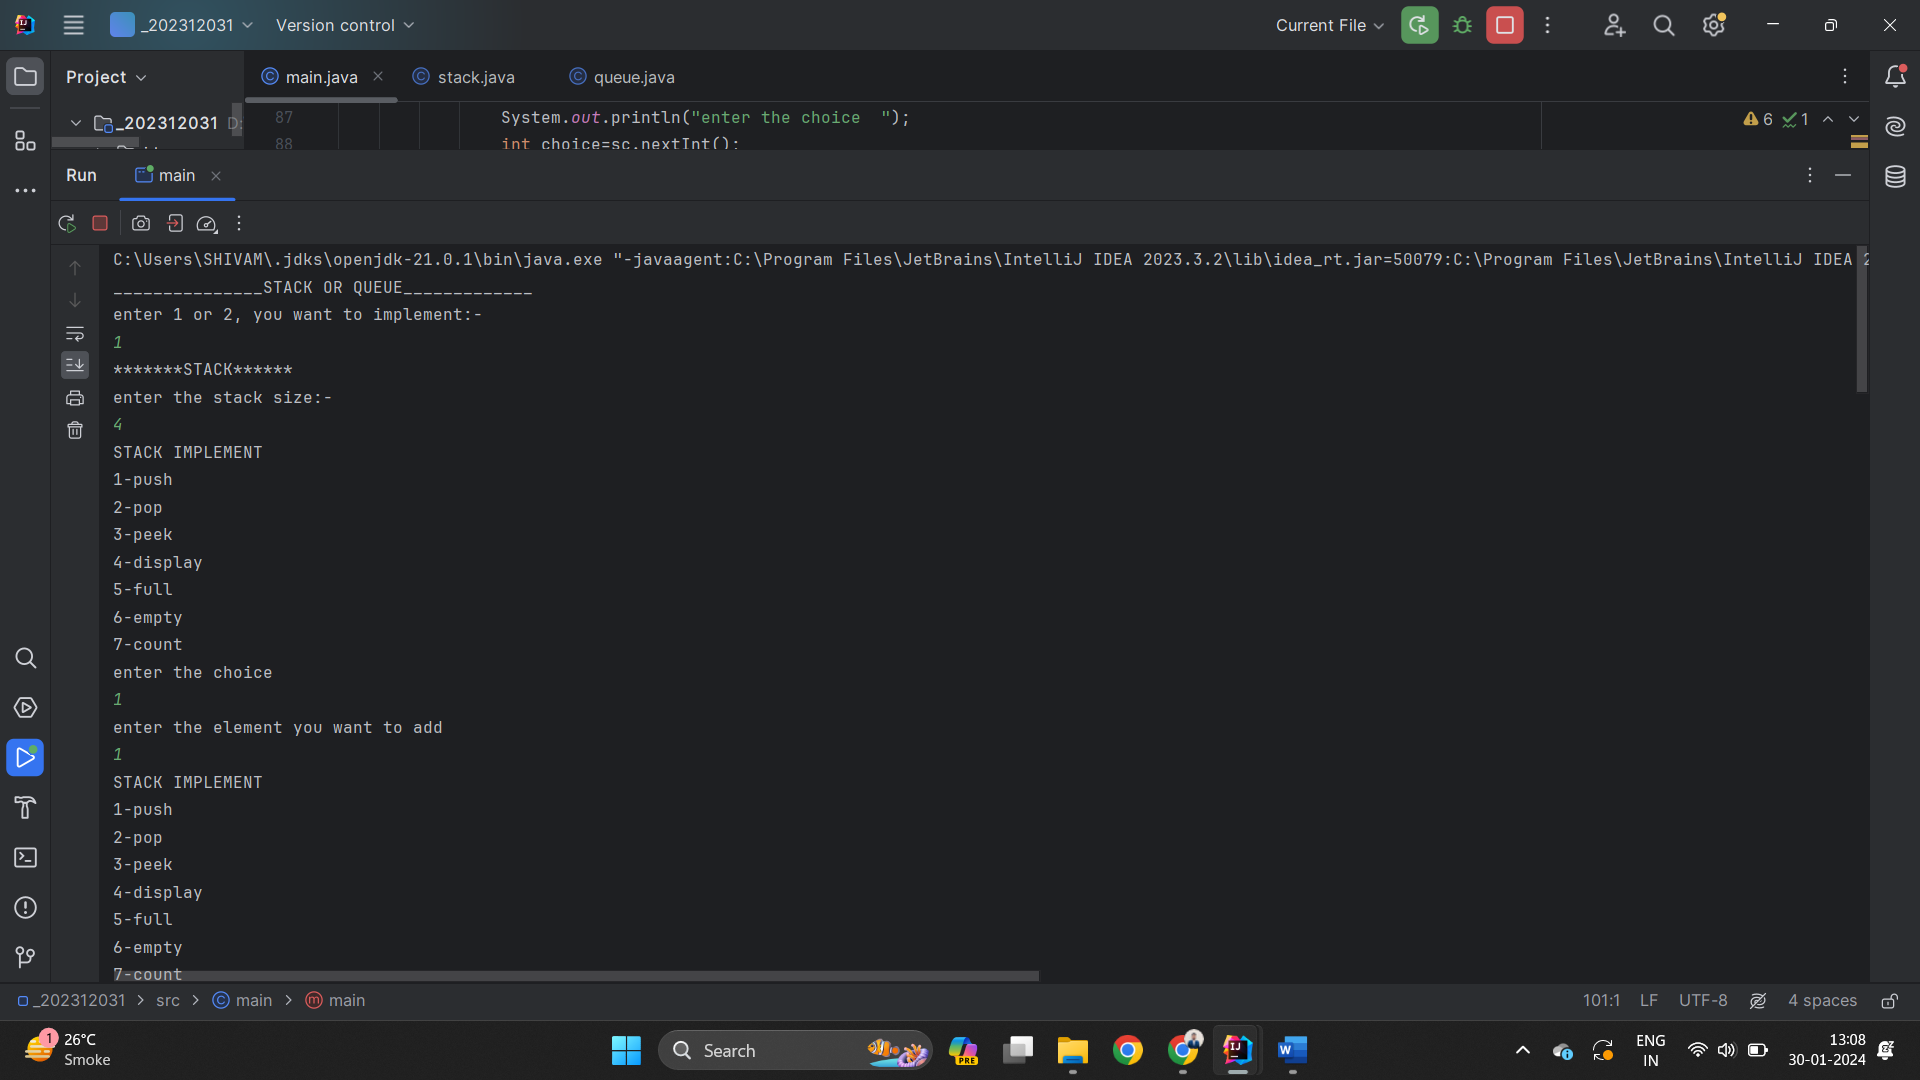 _202312031
Version control
Current File
Project
main.java
stack.java
queue.java
_202312031 D:
87 System.out.println("enter the choice  ");
88 int choice=sc.nextInt();
6 1
Run
main
C:\Users\SHIVAM\.jdks\openjdk-21.0.1\bin\java.exe "-javaagent:C:\Program Files\JetBrains\IntelliJ IDEA 2023.3.2\lib\idea_rt.jar=50079:C:\Program Files\JetBrains\IntelliJ IDEA 2
_______________STACK OR QUEUE_____________
enter 1 or 2, you want to implement:-
1
*******STACK******
enter the stack size:-
4
STACK IMPLEMENT
1-push
2-pop
3-peek
4-display
5-full
6-empty
7-count
enter the choice
1
enter the element you want to add
1
STACK IMPLEMENT
1-push
2-pop
3-peek
4-display
5-full
6-empty
7-count
_202312031 > src > main > main
101:1 LF UTF-8 4 spaces
1
26°C
Smoke
Search
PRE
ENG
IN
13:08
30-01-2024